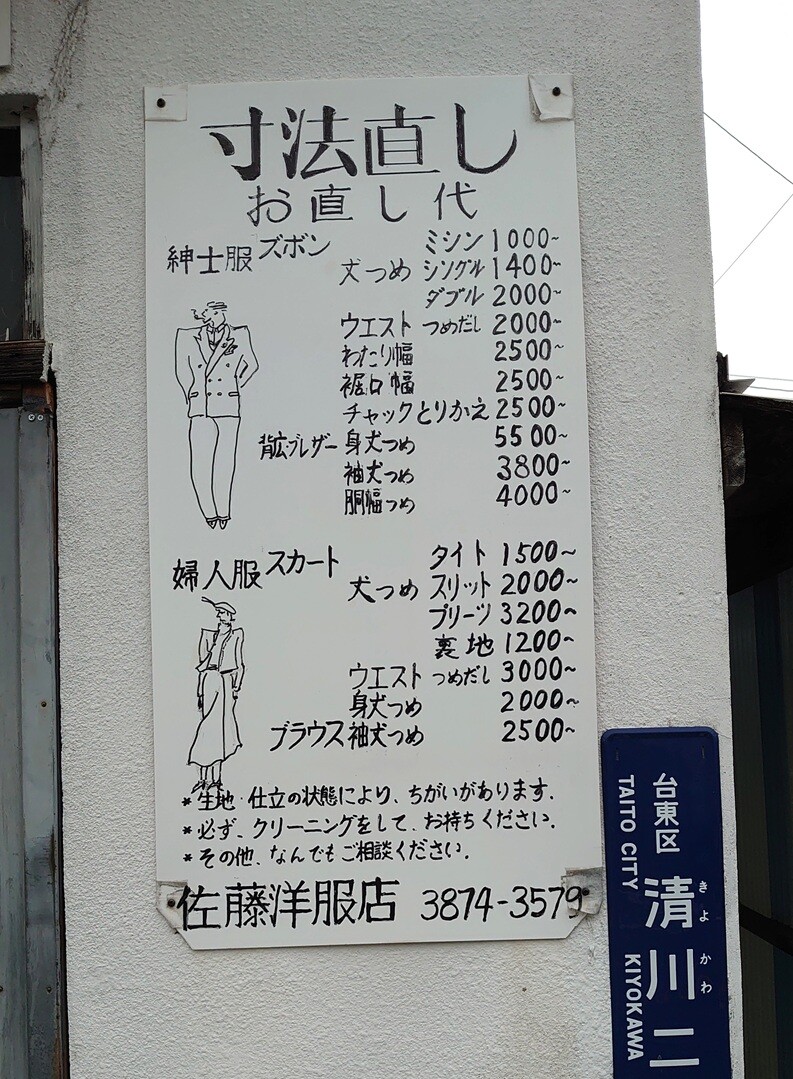 寸法直し
お直し代
紳士服 ズボン 丈つめ ミシン 1000~
シングル 1400~
ダブル 2000~
ウエスト つめだし 2000~
わたり幅 2500~
裾口幅 2500~
チャックとりかえ 2500~
背広ブレザー 身丈つめ 5500~
袖丈つめ 3800~
胴幅つめ 4000~
婦人服 スカート 丈つめ タイト 1500~
スリット 2000~
プリーツ 3200~
裏地 1200~
ウエスト つめだし 3000~
身丈つめ 2000~
ブラウス 袖丈つめ 2500~
*生地・仕立の状態により、ちがいがあります.
*必ず、クリーニングをして、お持ちください.
*その他、なんでもご相談ください.
佐藤洋服店 3874-3579
台東区
TAITO CITY
清川二
きよかわ
KIYOKAWA